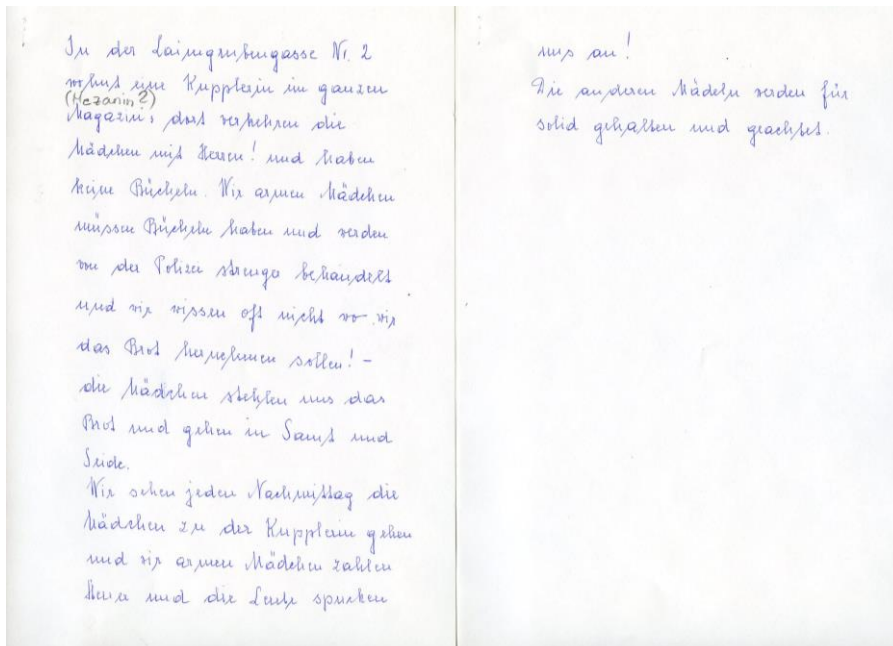 In der Laimgrubengasse Nr. 2
wohnt eine Kupplerin im ganzen
(Hezanin?)
Magazin, dort verkehren die
Mädchen mit Herren! und haben
keine Bücheln. Wir armen Mädchen
müssen Bücheln haben und werden
von der Polizei strenge behandelt
und wir wissen oft nicht wo wir
das Brot hernehmen sollen! –
die Mädchen stehlen uns das
Brot und gehen in Samt und
Seide.
Wir sehen jeden Nachmittag die
Mädchen zu der Kupplerin gehen
und wir armen Mädchen zahlen
und die Leute spucken
uns an!
Die anderen Mädeln werden für
solid gehalten und geachtet.